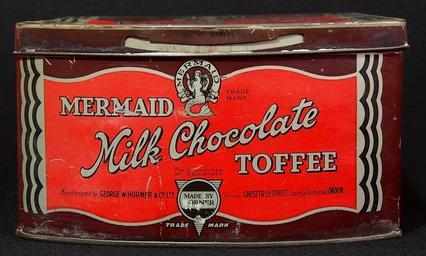 MERMAID
TRADE
MARK
MERMAID
Milk Chocolate
TOFFEE
Manufactured by GEORGE W. HORNER & CO LTD
CHESTER-LE-STREET
& LONDON
MADE BY
HORNER
TRADE MARK